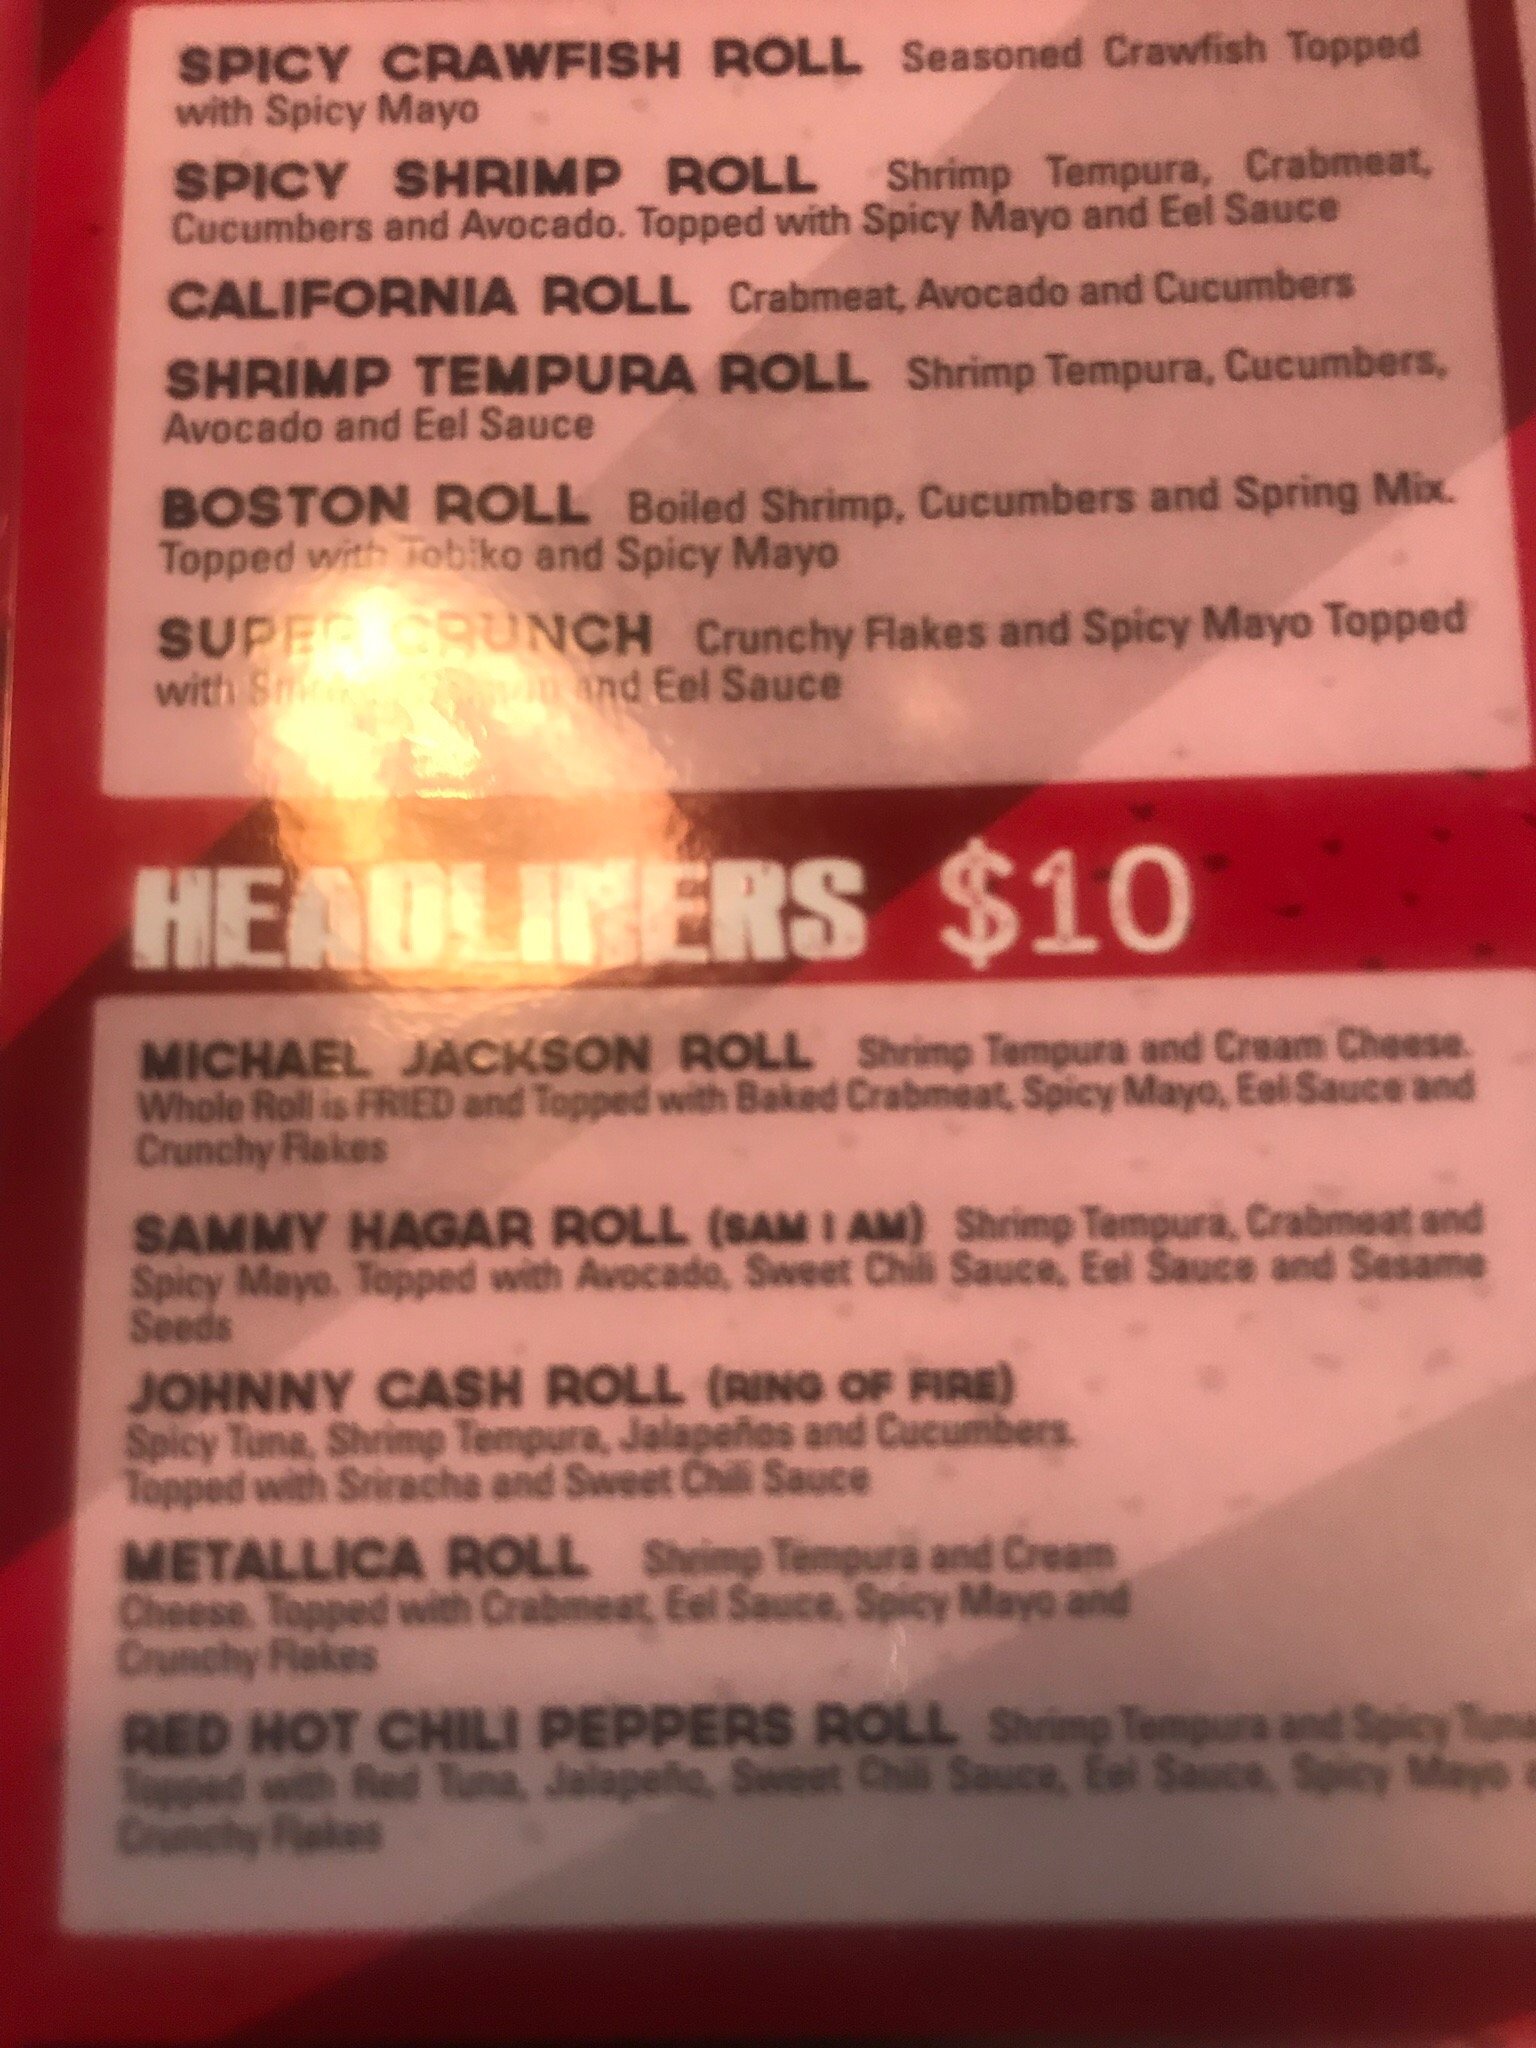 SPICY CRAWFISH ROLL Seasoned Crawfish Topped
with Spicy Mayo
SPICY SHRIMP ROLL Shrimp Tempura, Crabmeat,
Cucumbers and Avocado. Topped with Spicy Mayo and Eel Sauce
CALIFORNIA ROLL Crabmeat, Avocado and Cucumbers
SHRIMP TEMPURA ROLL Shrimp Tempura, Cucumbers,
Avocado and Eel Sauce
BOSTON ROLL Boiled Shrimp, Cucumbers and Spring Mix.
Topped with Tobiko and Spicy Mayo
SUPER CRUNCH Crunchy Flakes and Spicy Mayo Topped
with and Eel Sauce
HEADLINERS $10
MICHAEL JACKSON ROLL Shrimp Tempura and Cream Cheese.
Whole Roll is FRIED and Topped with Baked Crabmeat, Spicy Mayo, Eel Sauce and
Crunchy Flakes
SAMMY HAGAR ROLL (SAM I AM) Shrimp Tempura, Crabmeat and
Spicy Mayo. Topped with Avocado, Sweet Chili Sauce, Eel Sauce and Sesame
Seeds
JOHNNY CASH ROLL (RING OF FIRE)
Spicy Tuna, Shrimp Tempura, Jalapeños and Cucumbers.
Topped with Sriracha and Sweet Chili Sauce
METALLICA ROLL Shrimp Tempura and Cream
Cheese. Topped with Crabmeat, Eel Sauce, Spicy Mayo and
Crunchy Flakes
RED HOT CHILI PEPPERS ROLL Shrimp Tempura and Spicy Tuna
Topped with Red Tuna, Jalapeño, Sweet Chili Sauce, Eel Sauce, Spicy Mayo
Crunchy Flakes